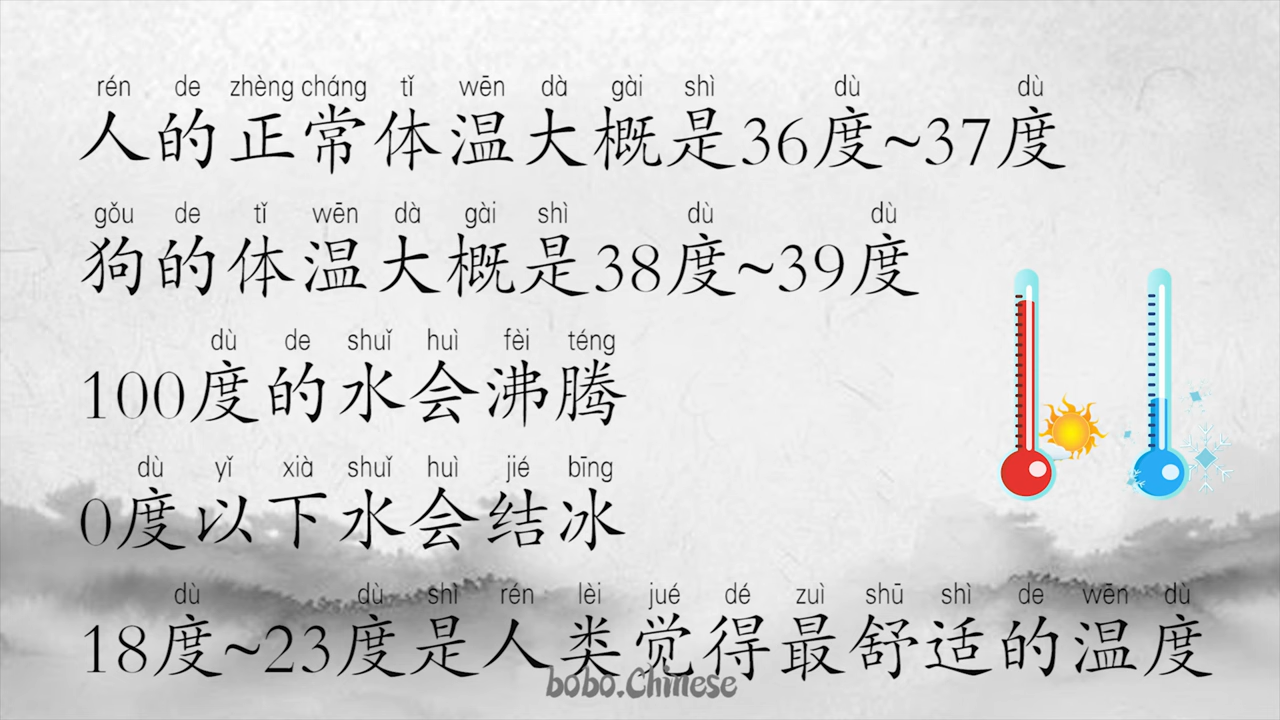 rén de zhèng cháng tǐ wēn dà gài shì dù dù
人的正常体温大概是36度~37度
gǒu de tǐ wēn dà gài shì dù dù
狗的体温大概是38度~39度
dù de shuǐ huì fèi téng
100度的水会沸腾
dù yǐ xià shuǐ huì jié bīng
0度以下水会结冰
dù dù shì rén lèi jué dé zuì shū shì de wēn dù
18度~23度是人类觉得最舒适的温度
bobo.Chinese